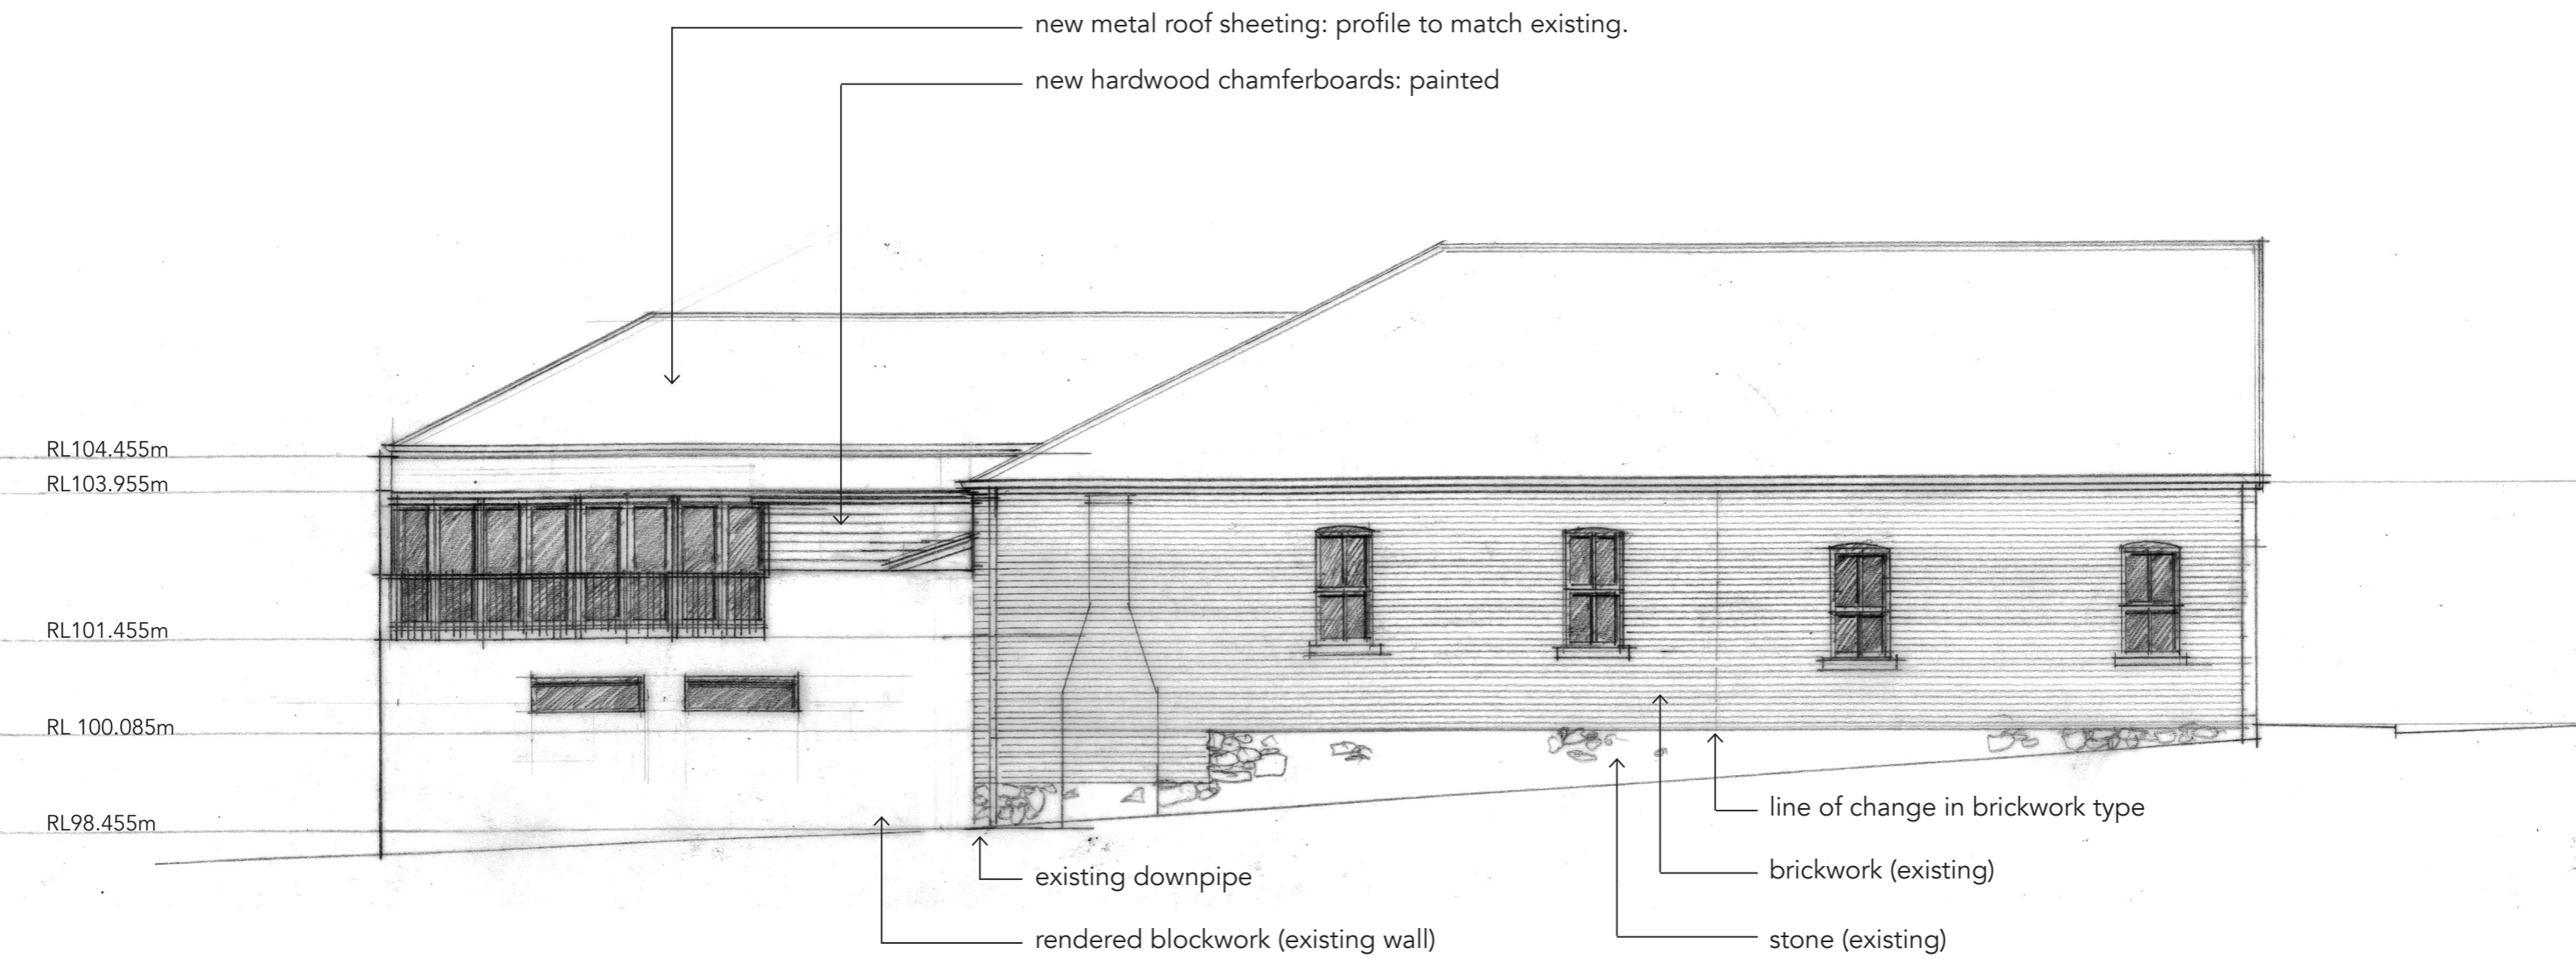 new metal roof sheeting: profile to match existing.
new hardwood chamferboards: painted
RL104.455m
RL103.955m
RL101.455m
RL 100.085m
RL98.455m
line of change in brickwork type
brickwork (existing)
existing downpipe
rendered blockwork (existing wall)
stone (existing)